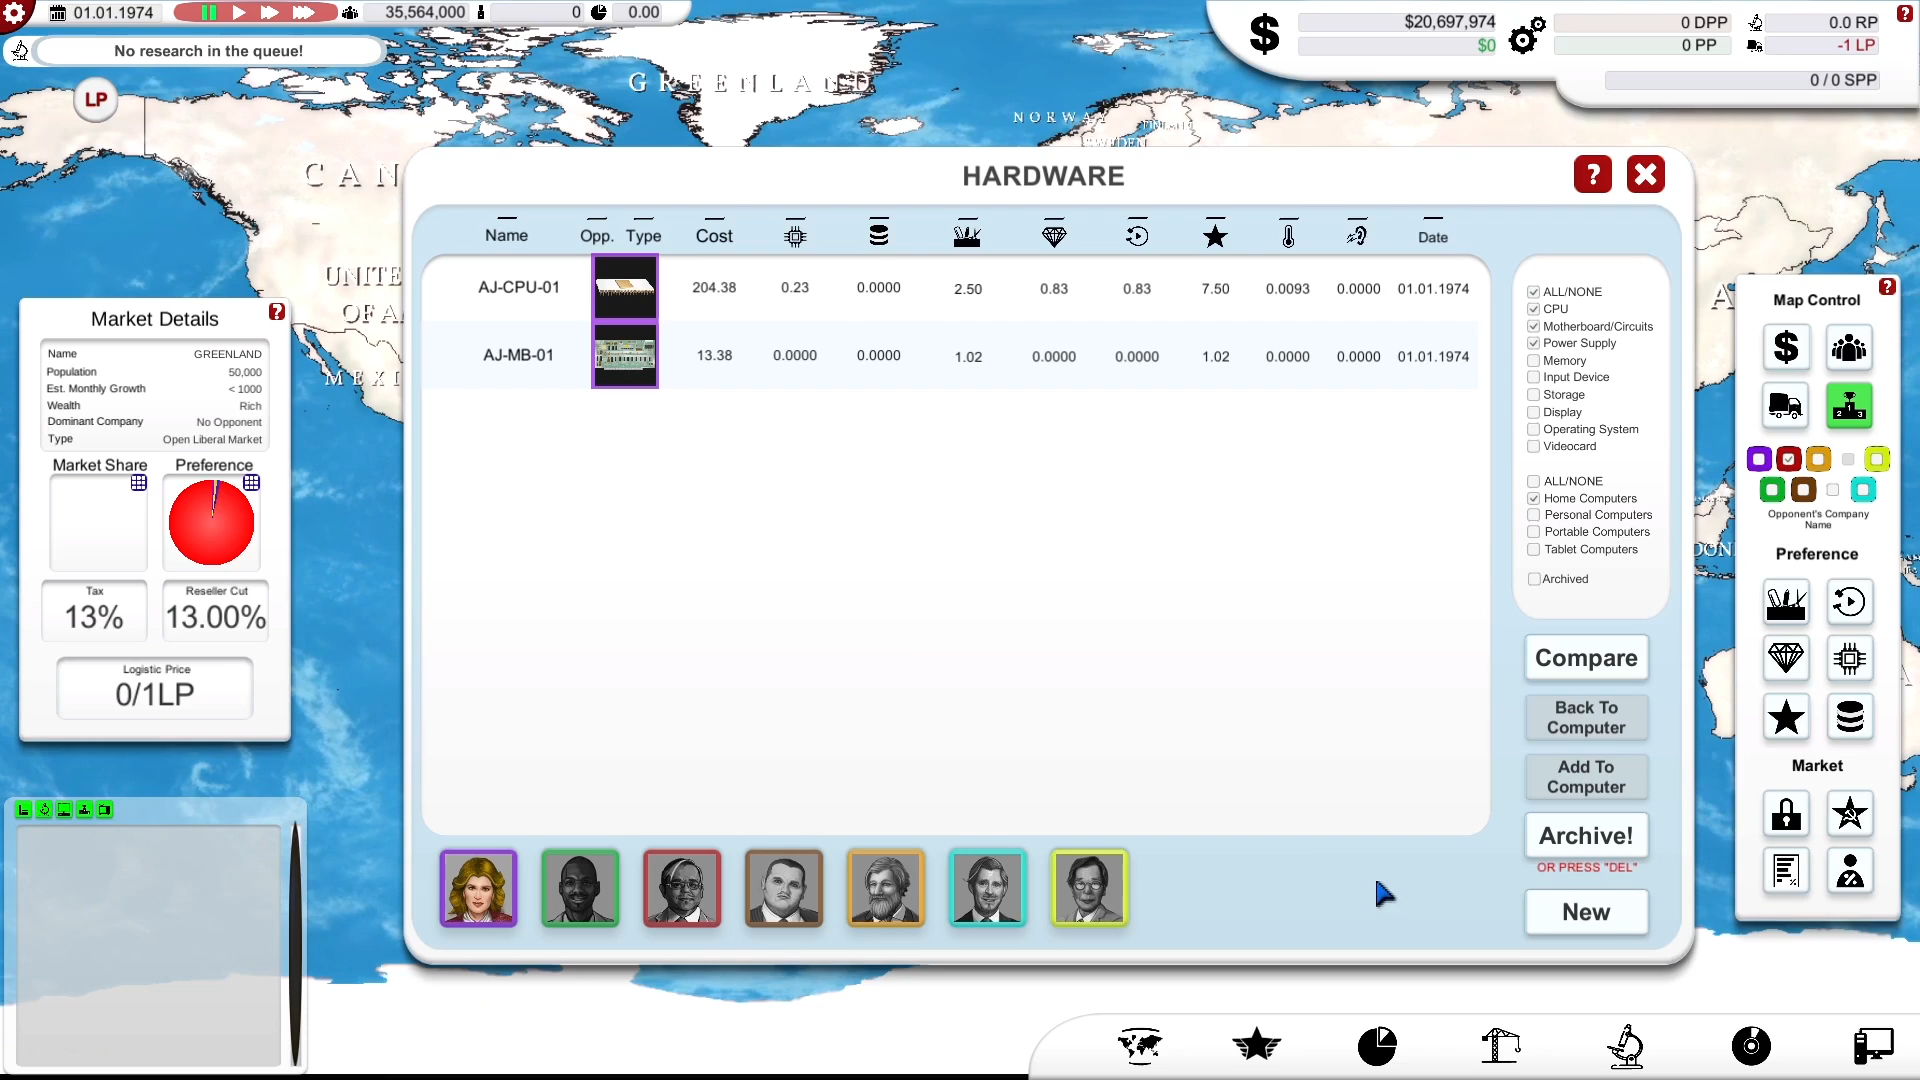 01.01.1974
35,564,000
0
0.00
$20,697,974
$0
0 DPP
0 PP
0.0 RP
-1 LP
0 / 0 SPP
?
No research in the queue!
LP
GREENLAND
NORWAY
SWEDEN
CAN
UNITE
OF A
MEXI
HARDWARE
?
Name Opp. Type Cost Date
AJ-CPU-01 204.38 0.23 0.0000 2.50 0.83 0.83 7.50 0.0093 0.0000 01.01.1974
AJ-MB-01 13.38 0.0000 0.0000 1.02 0.0000 0.0000 1.02 0.0000 0.0000 01.01.1974
ALL/NONE
CPU
Motherboard/Circuits
Power Supply
Memory
Input Device
Storage
Display
Operating System
Videocard
ALL/NONE
Home Computers
Personal Computers
Portable Computers
Tablet Computers
Archived
Compare
Back To
Computer
Add To
Computer
Archive!
OR PRESS "DEL"
New
Market Details
?
Name GREENLAND
Population 50,000
Est. Monthly Growth < 1000
Wealth Rich
Dominant Company No Opponent
Type Open Liberal Market
Market Share Preference
Tax
13%
Reseller Cut
13.00%
Logistic Price
0/1LP
Map Control
?
2 1 3
Opponent's Company
Name
Preference
Market